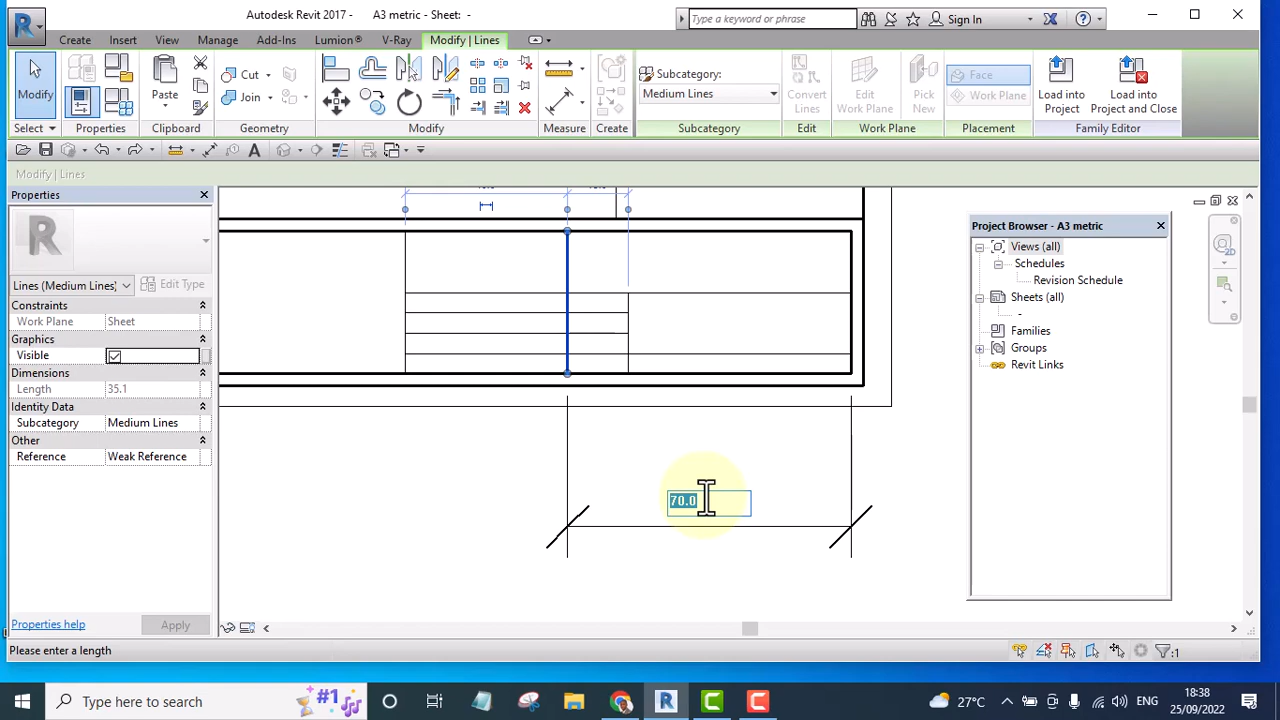 Autodesk Revit 2017 - A3 metric - Sheet: -
Type a keyword or phrase
Sign In
Create Insert View Manage Add-Ins Lumion® V-Ray Modify | Lines
Modify
Select
Properties
Paste
Clipboard
Cut
Join
Geometry
Modify
Measure
Create
Subcategory:
Medium Lines
Subcategory
Convert Lines
Edit
Edit Work Plane
Pick New
Work Plane
Face
Work Plane
Placement
Load into Project
Load into Project and Close
Family Editor
Modify | Lines
Properties
Lines (Medium Lines)
Edit Type
Constraints
Work Plane Sheet
Graphics
Visible
Dimensions
Length 35.1
Identity Data
Subcategory Medium Lines
Other
Reference Weak Reference
Properties help
Apply
70.0
Project Browser - A3 metric
Views (all)
Schedules
Revision Schedule
Sheets (all)
-
Families
Groups
Revit Links
Please enter a length
:1
Type here to search
#1
27°C
ENG
18:38
25/09/2022